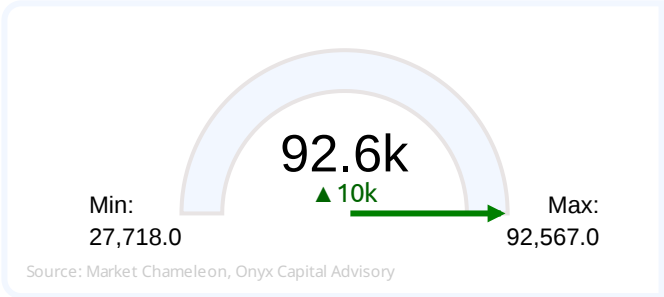 92.6k
▲10k
Min:
27,718.0
Max:
92,567.0
Source: Market Chameleon, Onyx Capital Advisory